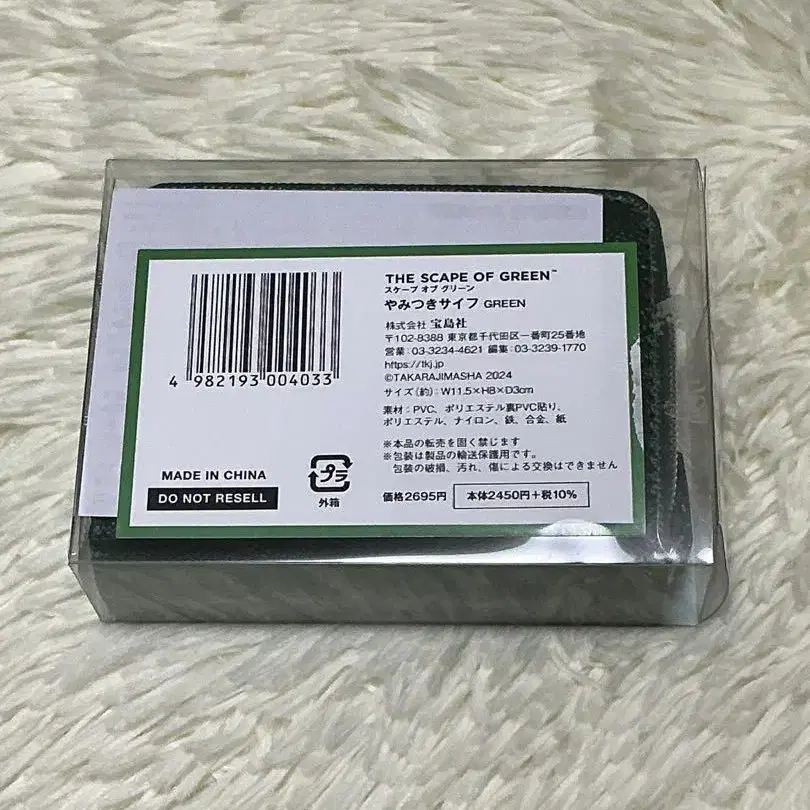 THE SCAPE OF GREEN™
スケープ オブ グリーン
やみつきサイフ GREEN
株式会社 宝島社
〒102-8388 東京都千代田区一番町25番地
営業：03-3234-4621 編集：03-3239-1770
https://tkj.jp
©TAKARAJIMASHA 2024
サイズ(約)：W11.5×H8×D3cm
素材：PVC、ポリエステル裏PVC貼り、
ポリエステル、ナイロン、鉄、合金、紙
※本品の転売を固く禁じます
※包装は製品の輸送保護用です。
包装の破損、汚れ、傷による交換はできません
価格2695円 本体2450円＋税10%
4 982193 004033
MADE IN CHINA
DO NOT RESELL
プラ
外箱